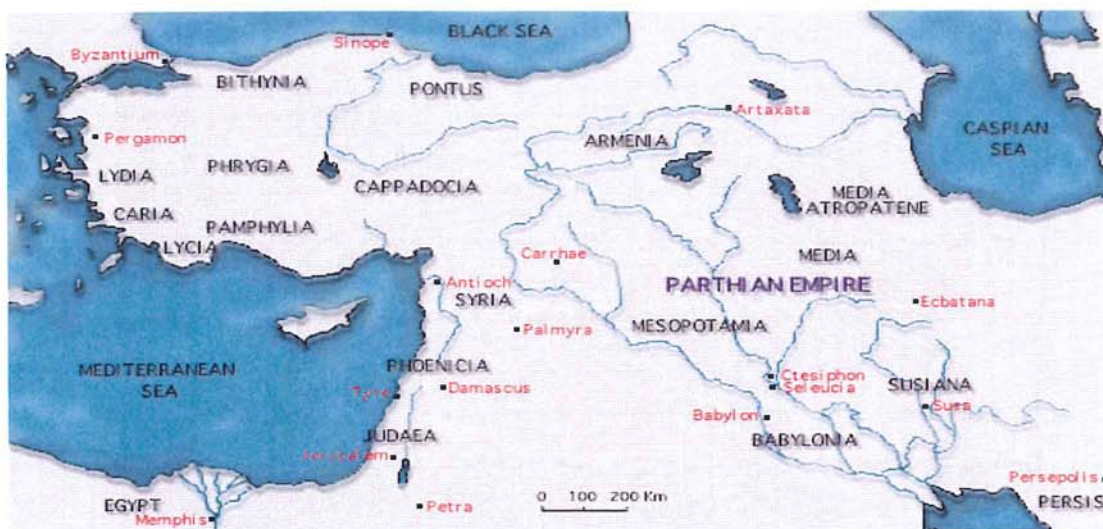 BLACK SEA
Sinope
Byzantium
BITHYNIA
PONTUS
Artaxata
CASPIAN
SEA
Pergamon
ARMENIA
PHRYGIA
LYDIA
CAPPADOCIA
MEDIA
ATROPATENE
CARIA
PAMPHYLIA
LYCIA
MEDIA
Carrhae
PARTHIAN EMPIRE
Antioch
SYRIA
Ecbatana
MESOPOTAMIA
Palmyra
MEDITERRANEAN
SEA
PHOENICIA
Ctesiphon
Seleucia
SUSIANA
Damascus
Tyre
Susa
Babylon
BABYLONIA
JUDAEA
Jerusalem
Persepolis
PERSIS
EGYPT
Memphis
Petra
0 100 200 Km